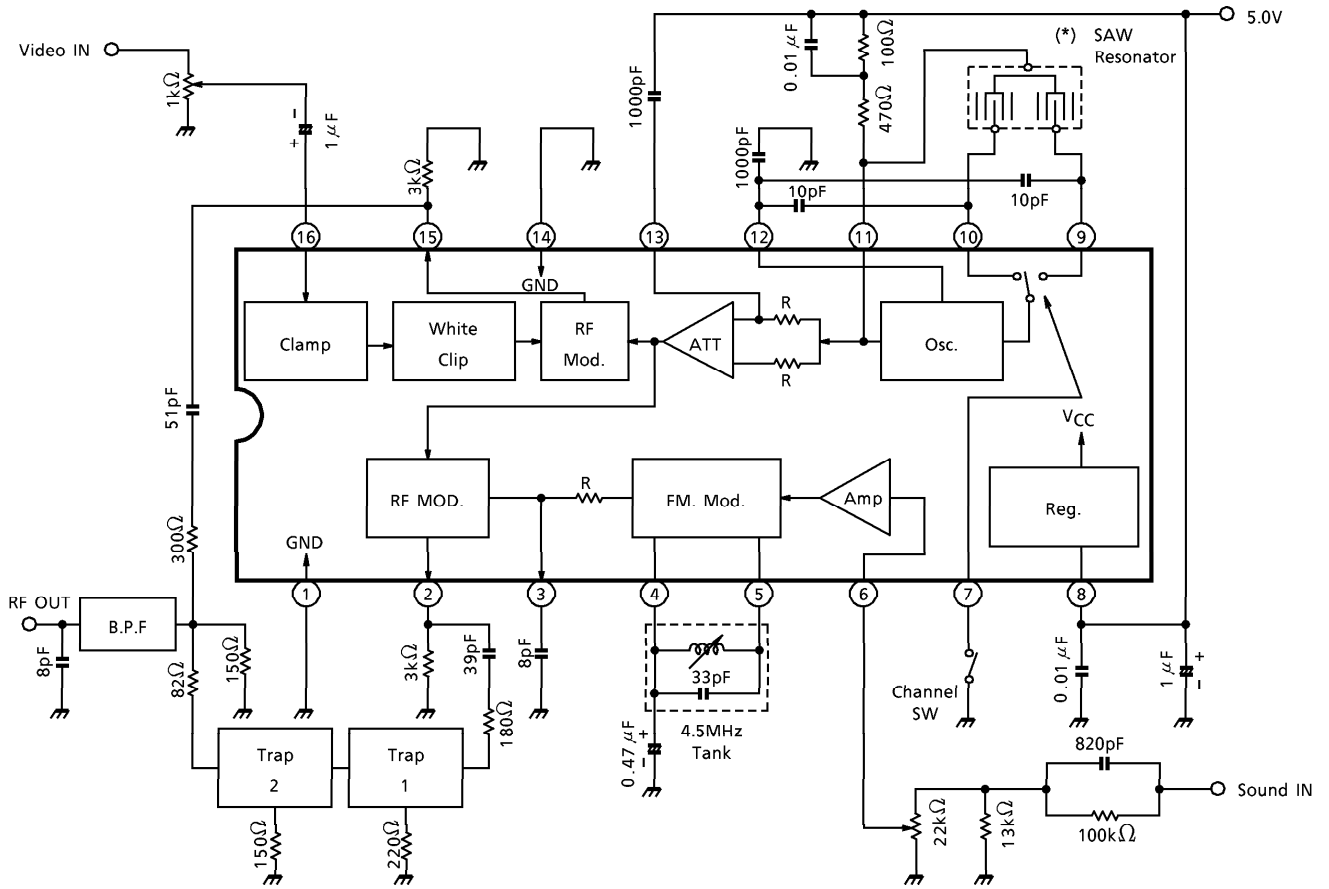 5.0V
Video IN
1kΩ
-
+
1μF
3kΩ
1000pF
0.01μF
100Ω
470Ω
(*) SAW
Resonator
1000pF
10pF
10pF
16
15
14
13
12
11
10
9
GND
Clamp
White
Clip
RF
Mod.
ATT
R
R
Osc.
51pF
VCC
RF MOD.
R
FM. Mod.
Amp
Reg.
300Ω
GND
1
2
3
4
5
6
7
8
RF OUT
B.P.F
8pF
82Ω
150Ω
3kΩ
39pF
8pF
33pF
180Ω
4.5MHz
Tank
0.47μF
+
-
Channel
SW
0.01μF
1μF
+
-
Trap
2
Trap
1
150Ω
220Ω
820pF
Sound IN
22kΩ
13kΩ
100kΩ